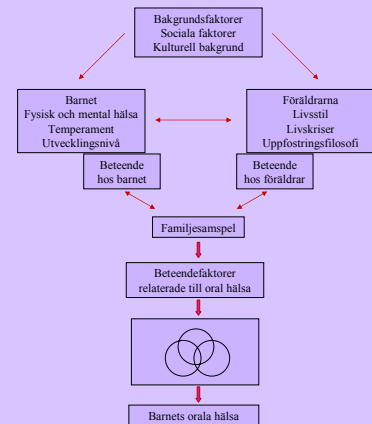 Bakgrundsfaktorer
Sociala faktorer
Kulturell bakgrund
Barnet
Fysisk och mental hälsa
Temperament
Utvecklingsnivå
Föräldrarna
Livsstil
Livskriser
Uppfostringsfilosofi
Beteende
hos barnet
Beteende
hos föräldrar
Familjesamspel
Beteendefaktorer
relaterade till oral hälsa
Barnets orala hälsa